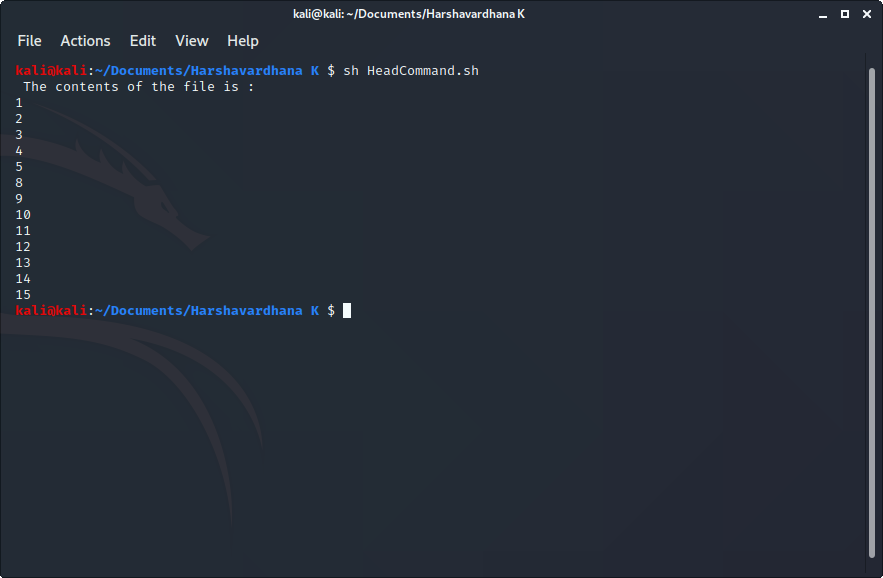 kali@kali: ~/Documents/Harshavardhana K
File Actions Edit View Help
kali@kali:~/Documents/Harshavardhana K $ sh HeadCommand.sh
The contents of the file is :
1
2
3
4
5
8
9
10
11
12
13
14
15
kali@kali:~/Documents/Harshavardhana K $